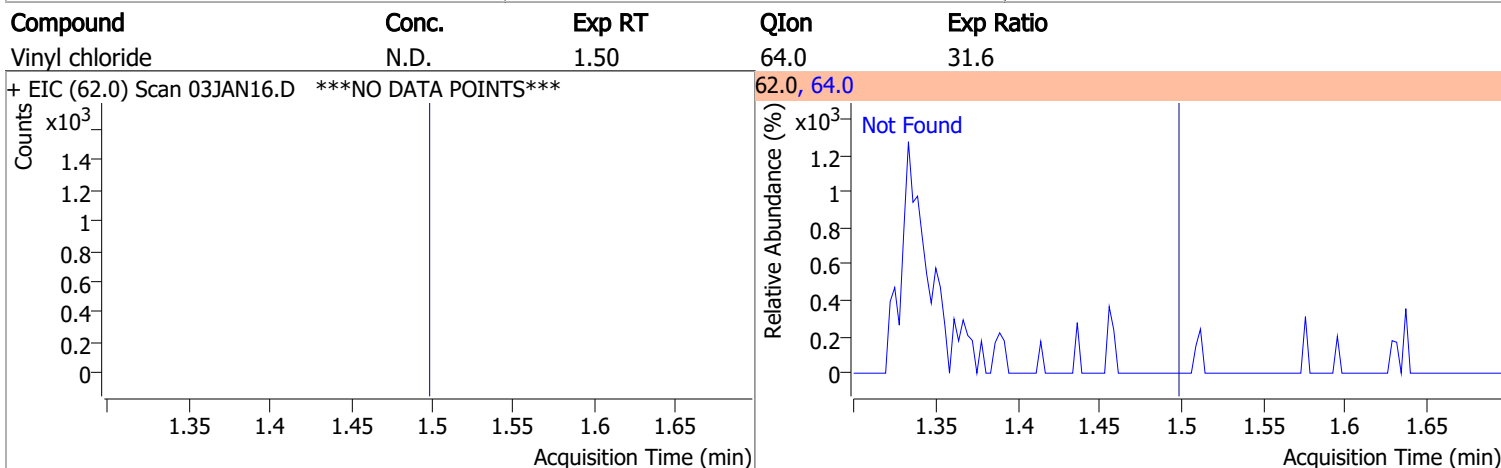 Compound Conc. Exp RT QIon Exp Ratio
Vinyl chloride N.D. 1.50 64.0 31.6
+ EIC (62.0) Scan 03JAN16.D ***NO DATA POINTS***
Counts
x10³
1.4
1.2
1
0.8
0.6
0.4
0.2
0
1.35 1.4 1.45 1.5 1.55 1.6 1.65
Acquisition Time (min)
62.0, 64.0
Relative Abundance (%)
x10³
Not Found
1.2
1
0.8
0.6
0.4
0.2
0
1.35 1.4 1.45 1.5 1.55 1.6 1.65
Acquisition Time (min)